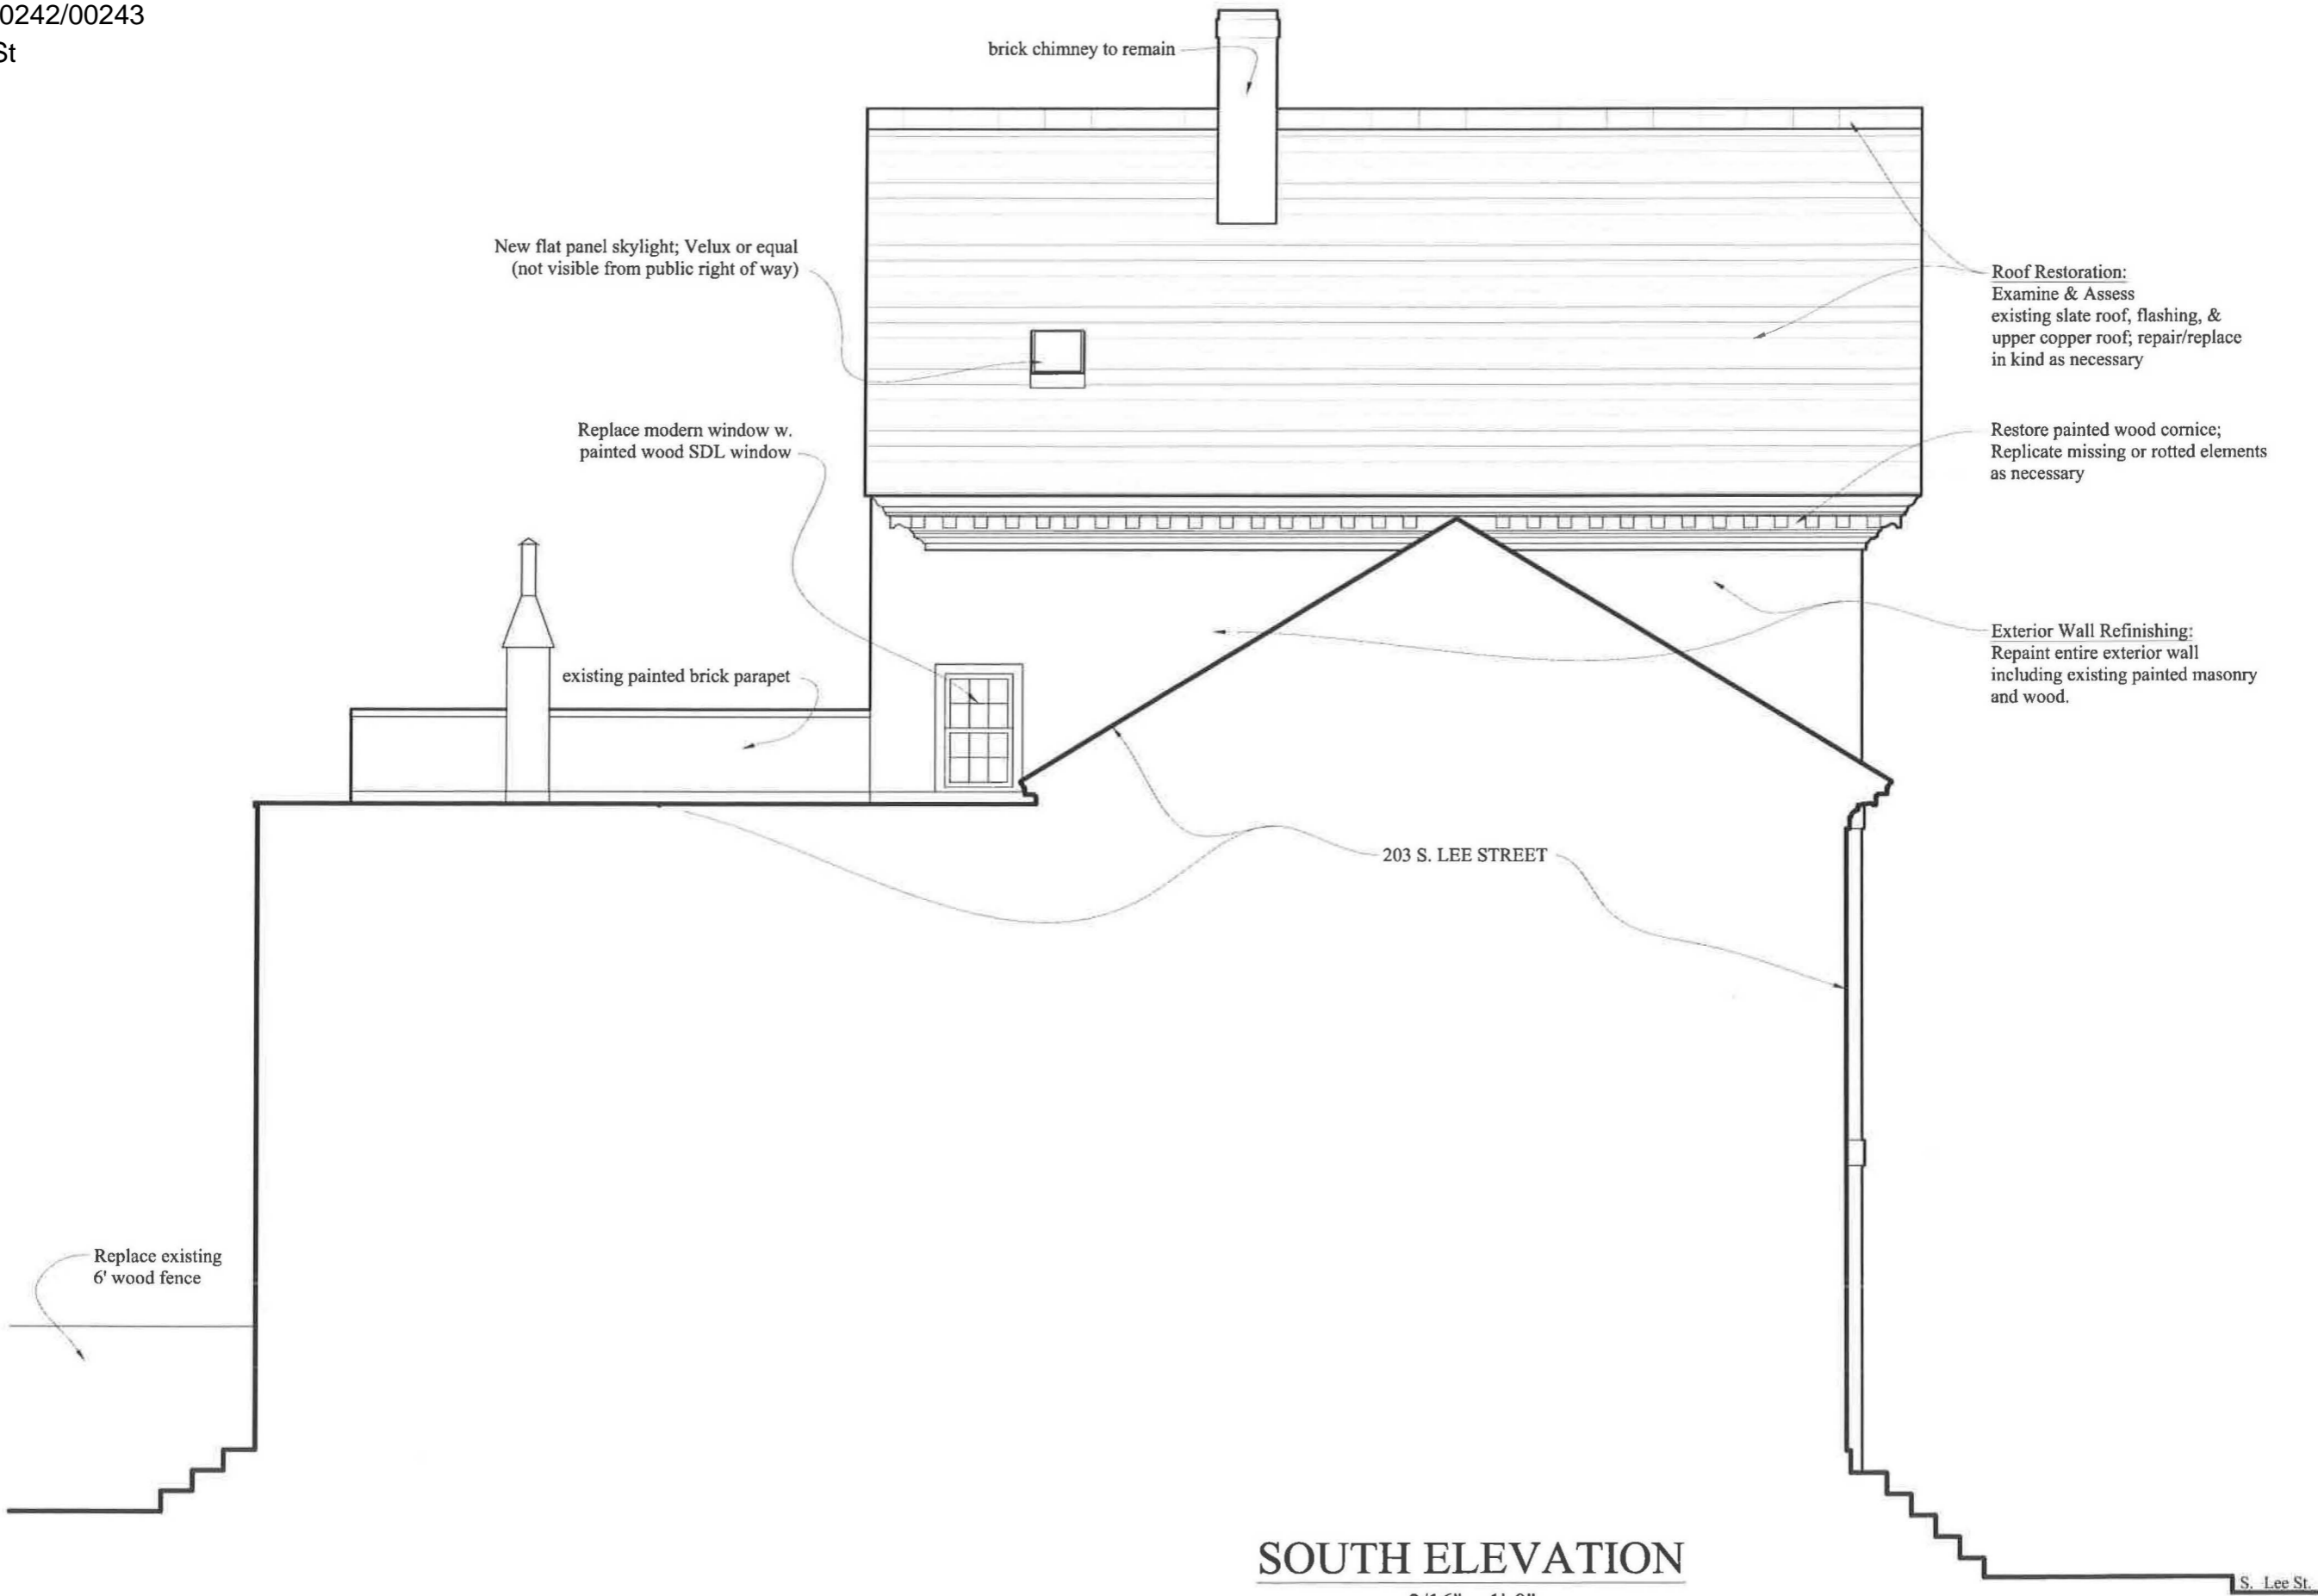 0242/00243
St
brick chimney to remain
New flat panel skylight; Velux or equal
(not visible from public right of way)
Roof Restoration:
Examine & Assess
existing slate roof, flashing, &
upper copper roof; repair/replace
in kind as necessary
Replace modern window w.
painted wood SDL window
Restore painted wood cornice;
Replicate missing or rotted elements
as necessary
existing painted brick parapet
Exterior Wall Refinishing:
Repaint entire exterior wall
including existing painted masonry
and wood.
203 S. LEE STREET
Replace existing
6' wood fence
SOUTH ELEVATION
S. Lee St.